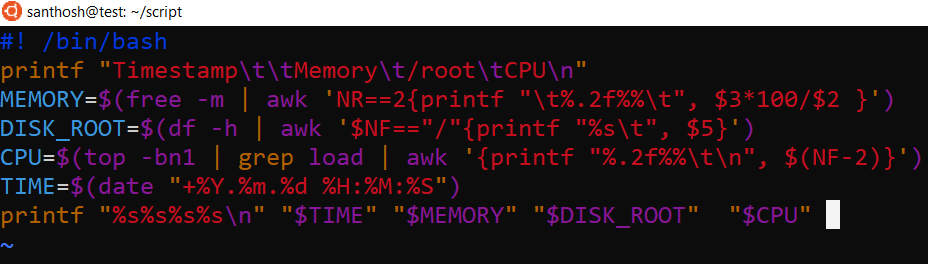 santhosh@test: ~/script
#! /bin/bash
printf "Timestamp\t\tMemory\t/root\tCPU\n"
MEMORY=$(free -m | awk 'NR==2{printf "\t%.2f%%\t", $3*100/$2 }')
DISK_ROOT=$(df -h | awk '$NF=="/"{printf "%s\t", $5}')
CPU=$(top -bn1 | grep load | awk '{printf "%.2f%%\t\n", $(NF-2)}')
TIME=$(date "+%Y.%m.%d %H:%M:%S")
printf "%s%s%s%s\n" "$TIME" "$MEMORY" "$DISK_ROOT"  "$CPU"
~